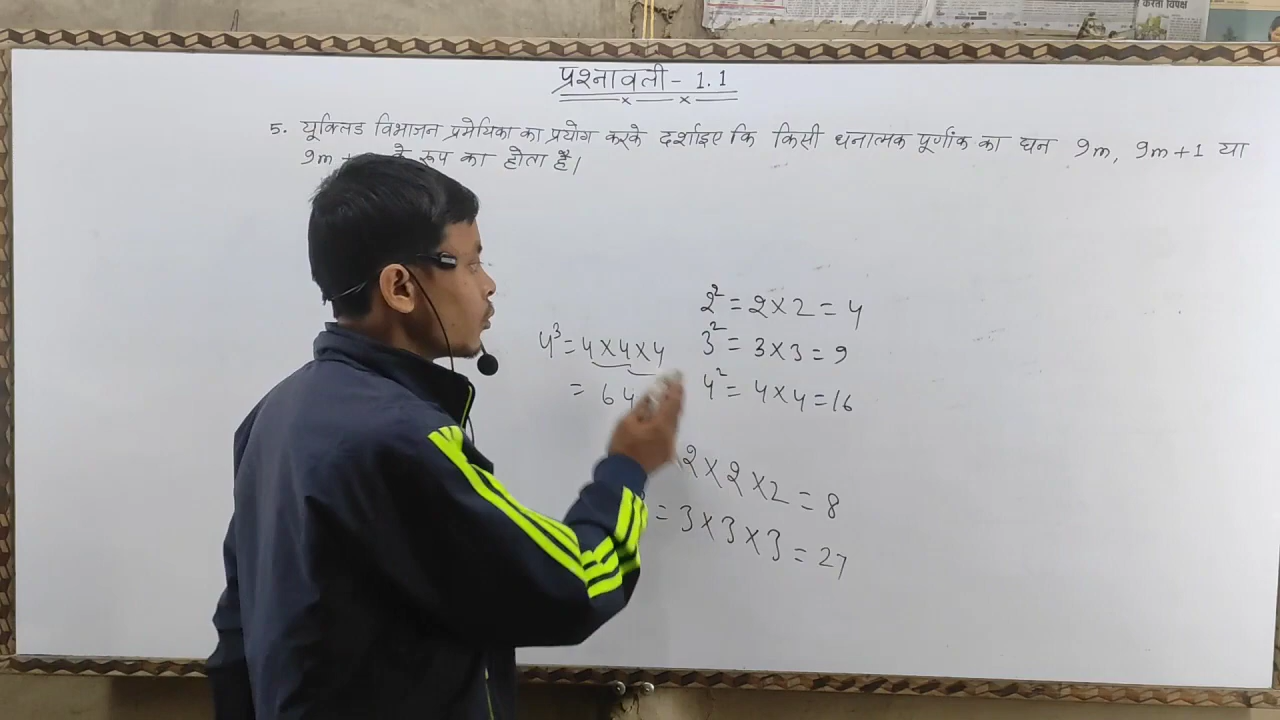 करता विपक्ष
प्रश्नावली - 1.1
5. यूक्लिड विभाजन प्रमेयिका का प्रयोग करके दर्शाइए कि किसी धनात्मक पूर्णांक का घन 9m, 9m+1 या
9m + के रूप का होता है।
2² = 2×2 = 4
4³ = 4×4×4
3² = 3×3 = 9
= 64
4² = 4×4 = 16
2×2×2 = 8
= 3×3×3 = 27